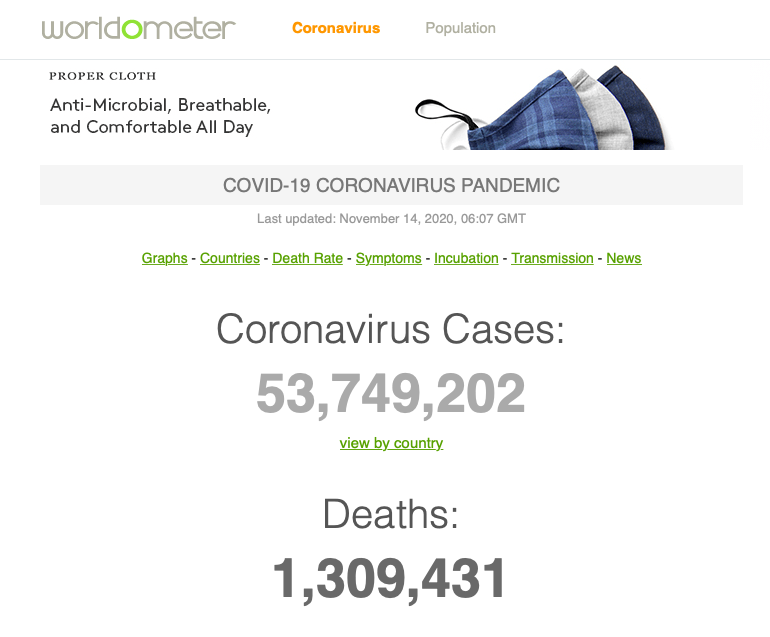 worldometer
Coronavirus
Population
PROPER CLOTH
Anti-Microbial, Breathable,
and Comfortable All Day
COVID-19 CORONAVIRUS PANDEMIC
Last updated: November 14, 2020, 06:07 GMT
Graphs - Countries - Death Rate - Symptoms - Incubation - Transmission - News
Coronavirus Cases:
53,749,202
view by country
Deaths:
1,309,431